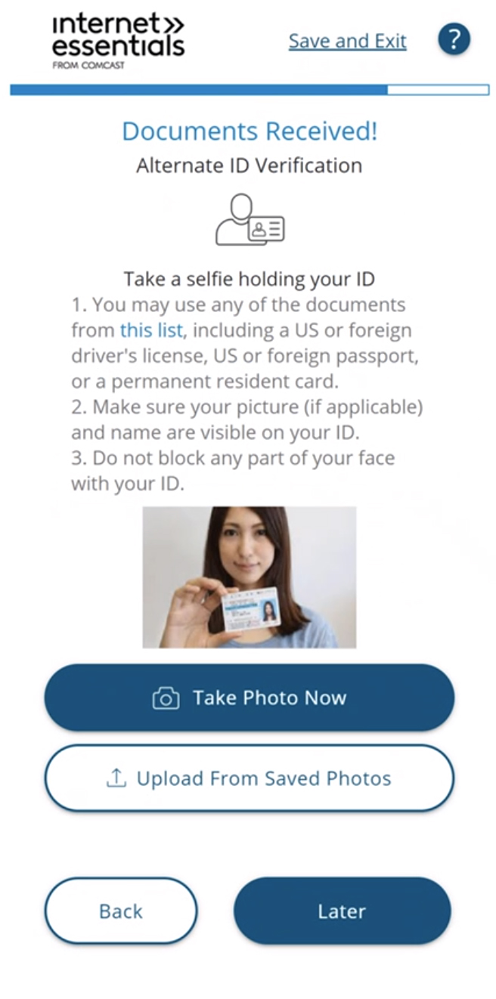 internet
essentials
FROM COMCAST
Save and Exit
?
Documents Received!
Alternate ID Verification
Take a selfie holding your ID
1. You may use any of the documents
from this list, including a US or foreign
driver's license, US or foreign passport,
or a permanent resident card.
2. Make sure your picture (if applicable)
and name are visible on your ID.
3. Do not block any part of your face
with your ID.
Take Photo Now
Upload From Saved Photos
Back
Later